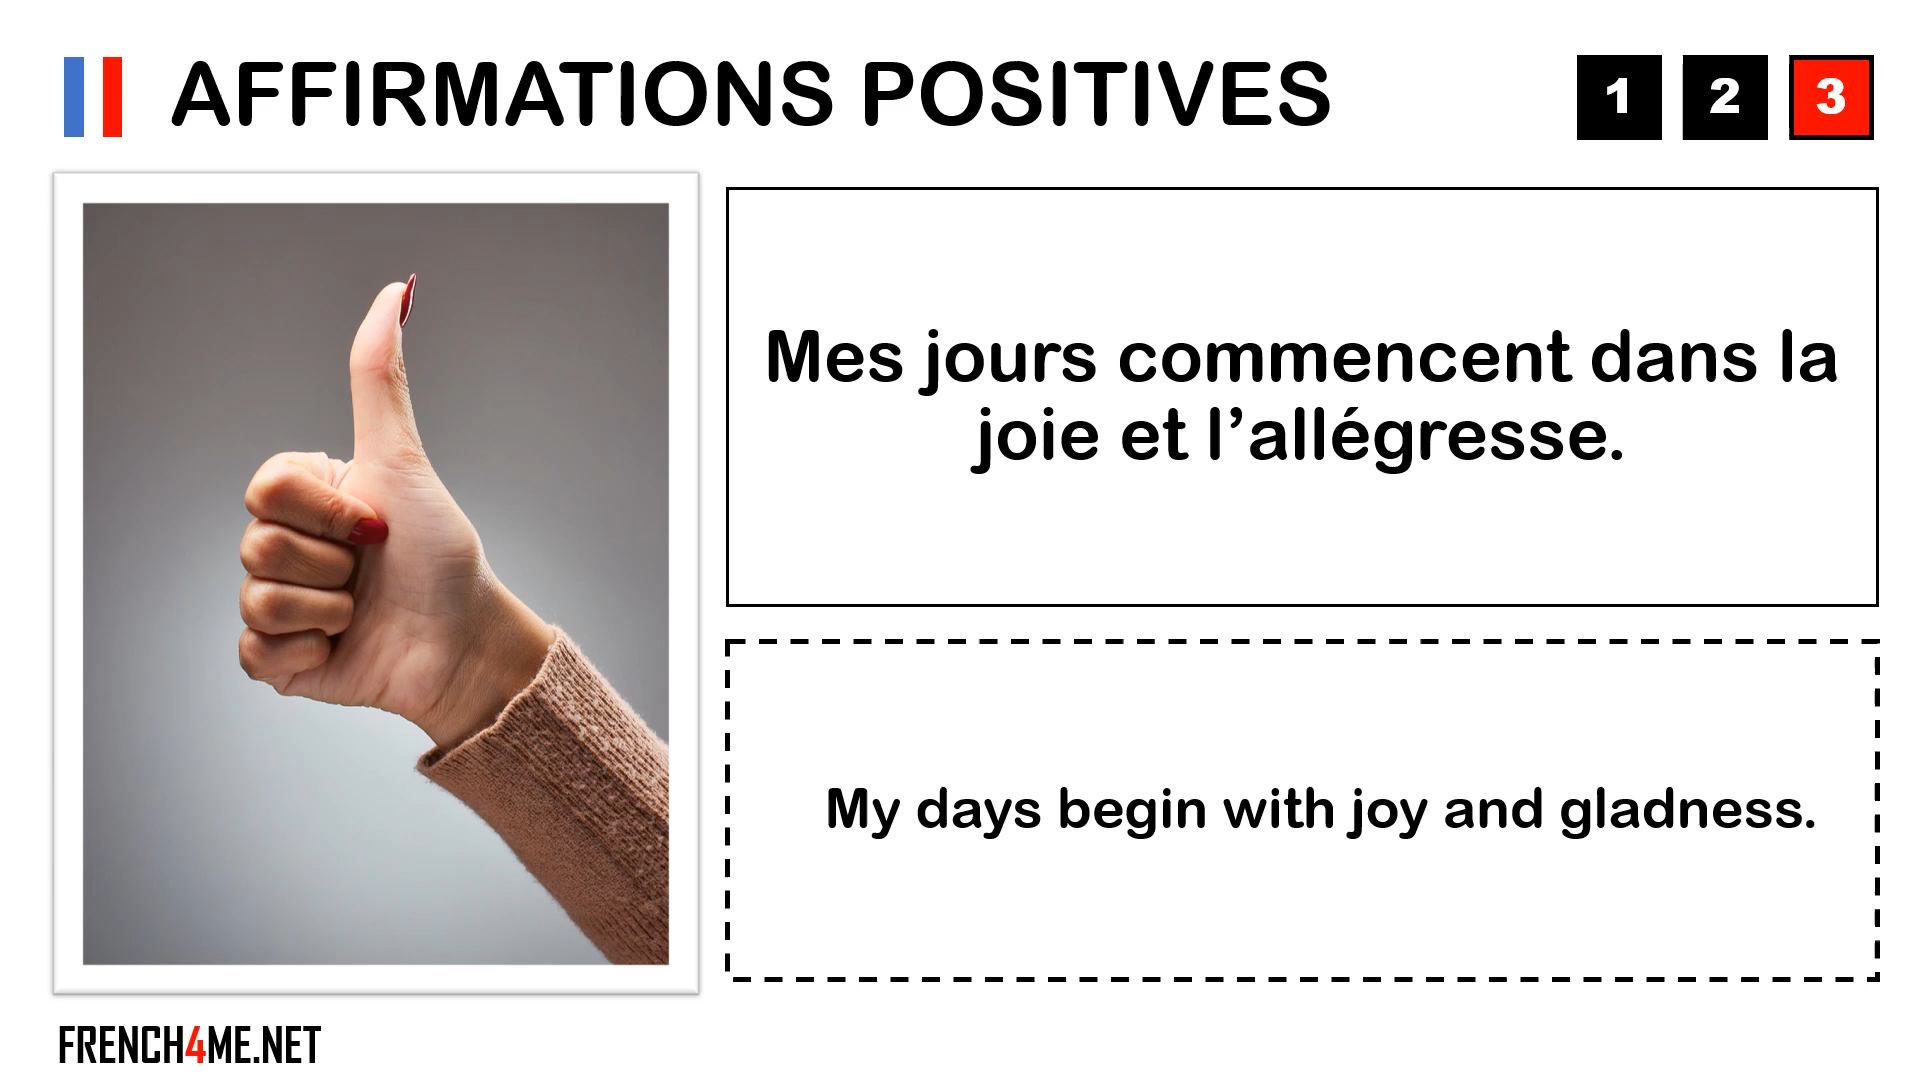 AFFIRMATIONS POSITIVES
1 2 3
Mes jours commencent dans la
joie et l’allégresse.
My days begin with joy and gladness.
FRENCH4ME.NET